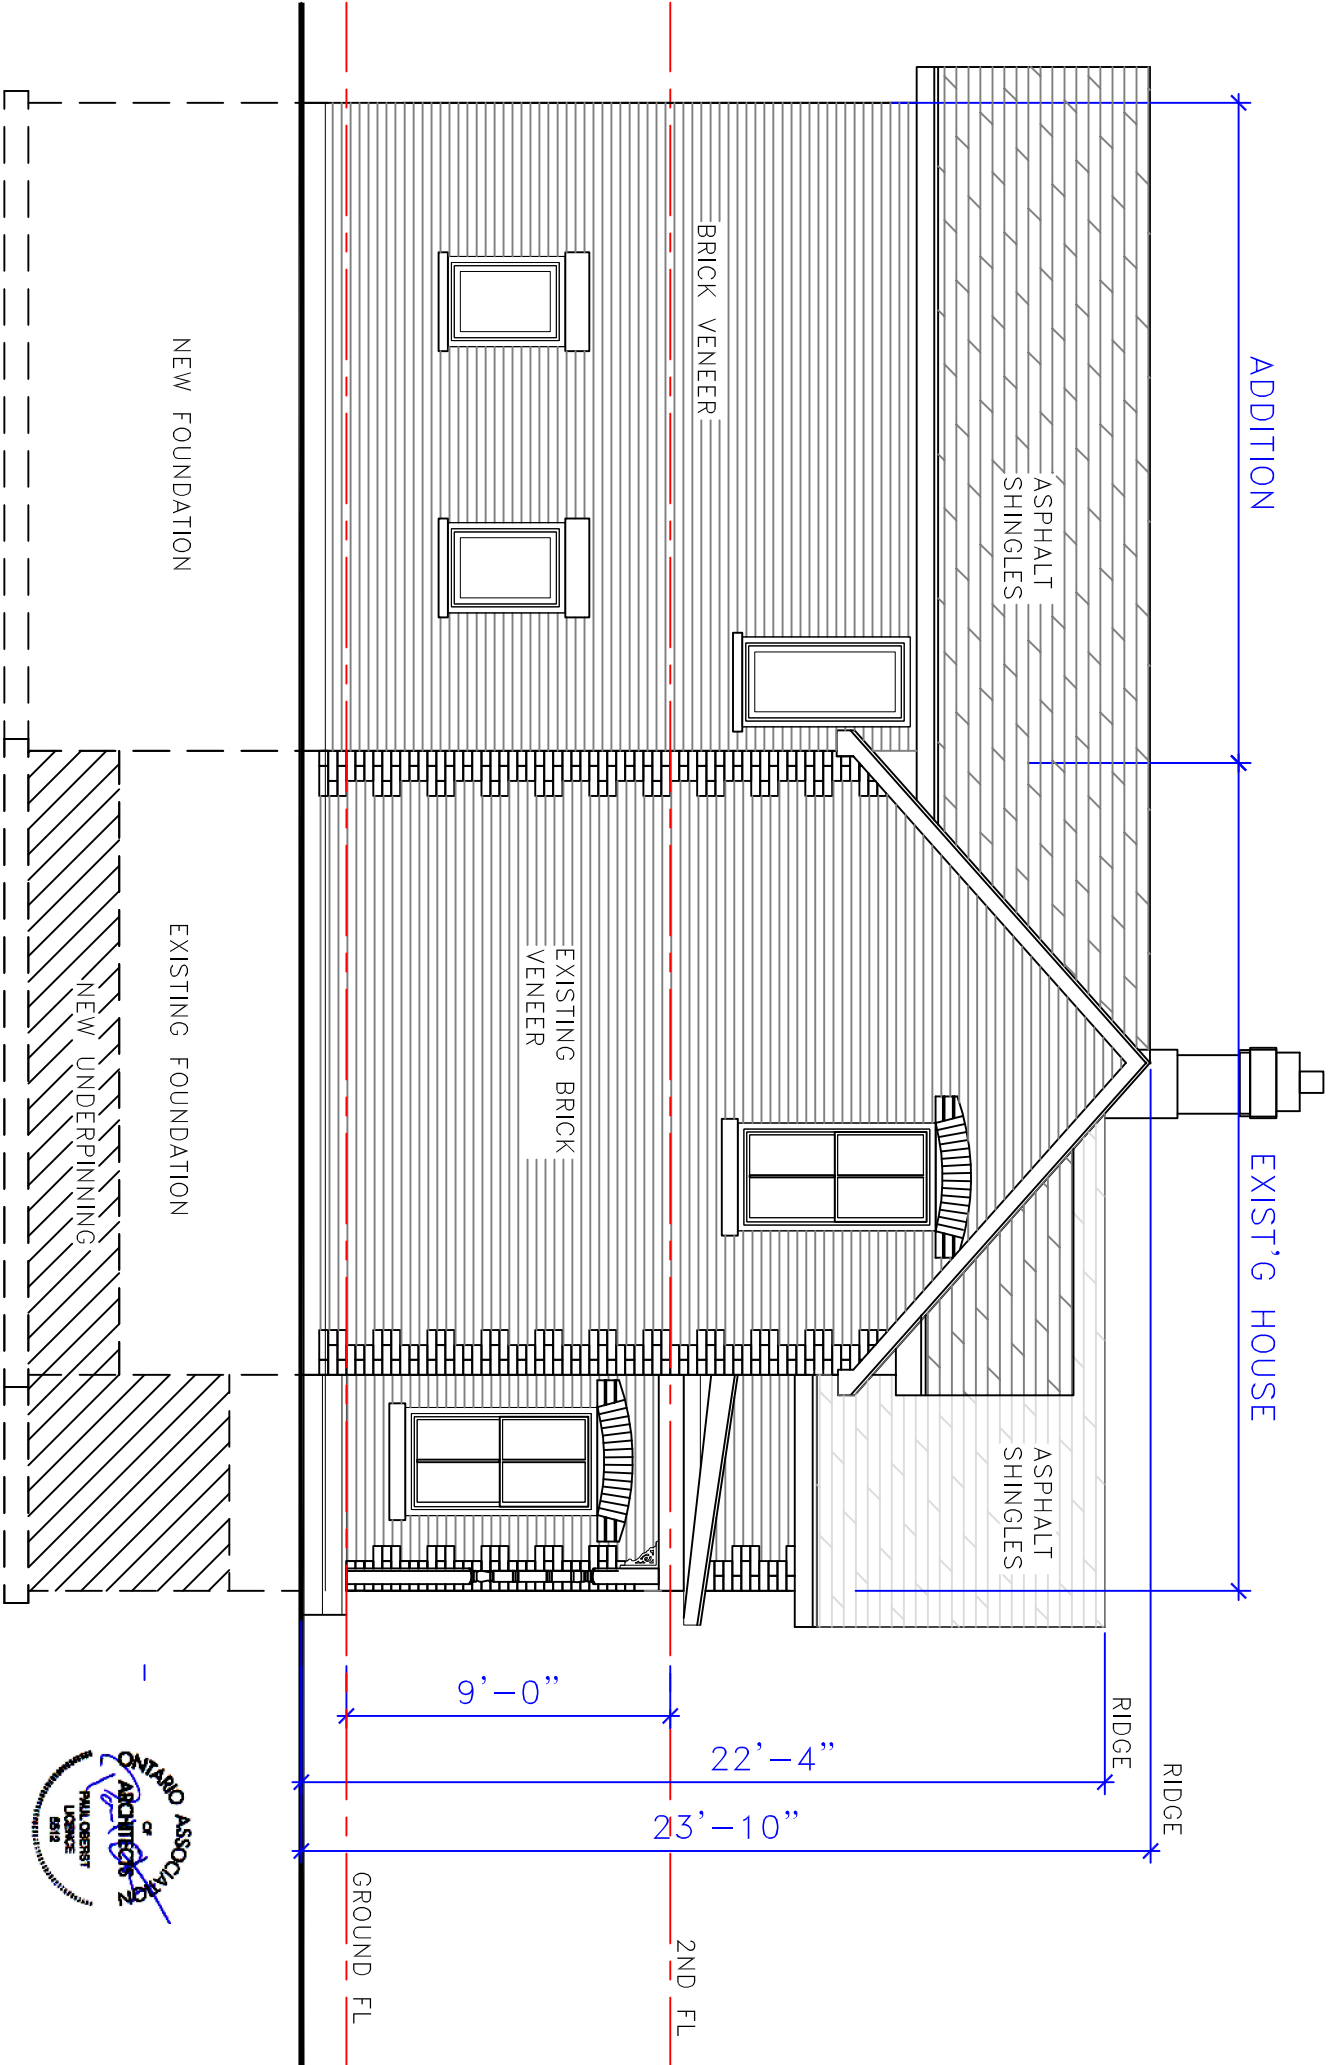 ADDITION
EXIST'G HOUSE
RIDGE
RIDGE
ASPHALT
SHINGLES
ASPHALT
SHINGLES
BRICK VENEER
EXISTING BRICK
VENEER
2ND FL
GROUND FL
9'-0"
22'-4"
23'-10"
NEW FOUNDATION
EXISTING FOUNDATION
NEW UNDERPINNING
ONTARIO ASSOCIATION
OF
ARCHITECTS
PAUL OBERST
LICENCE